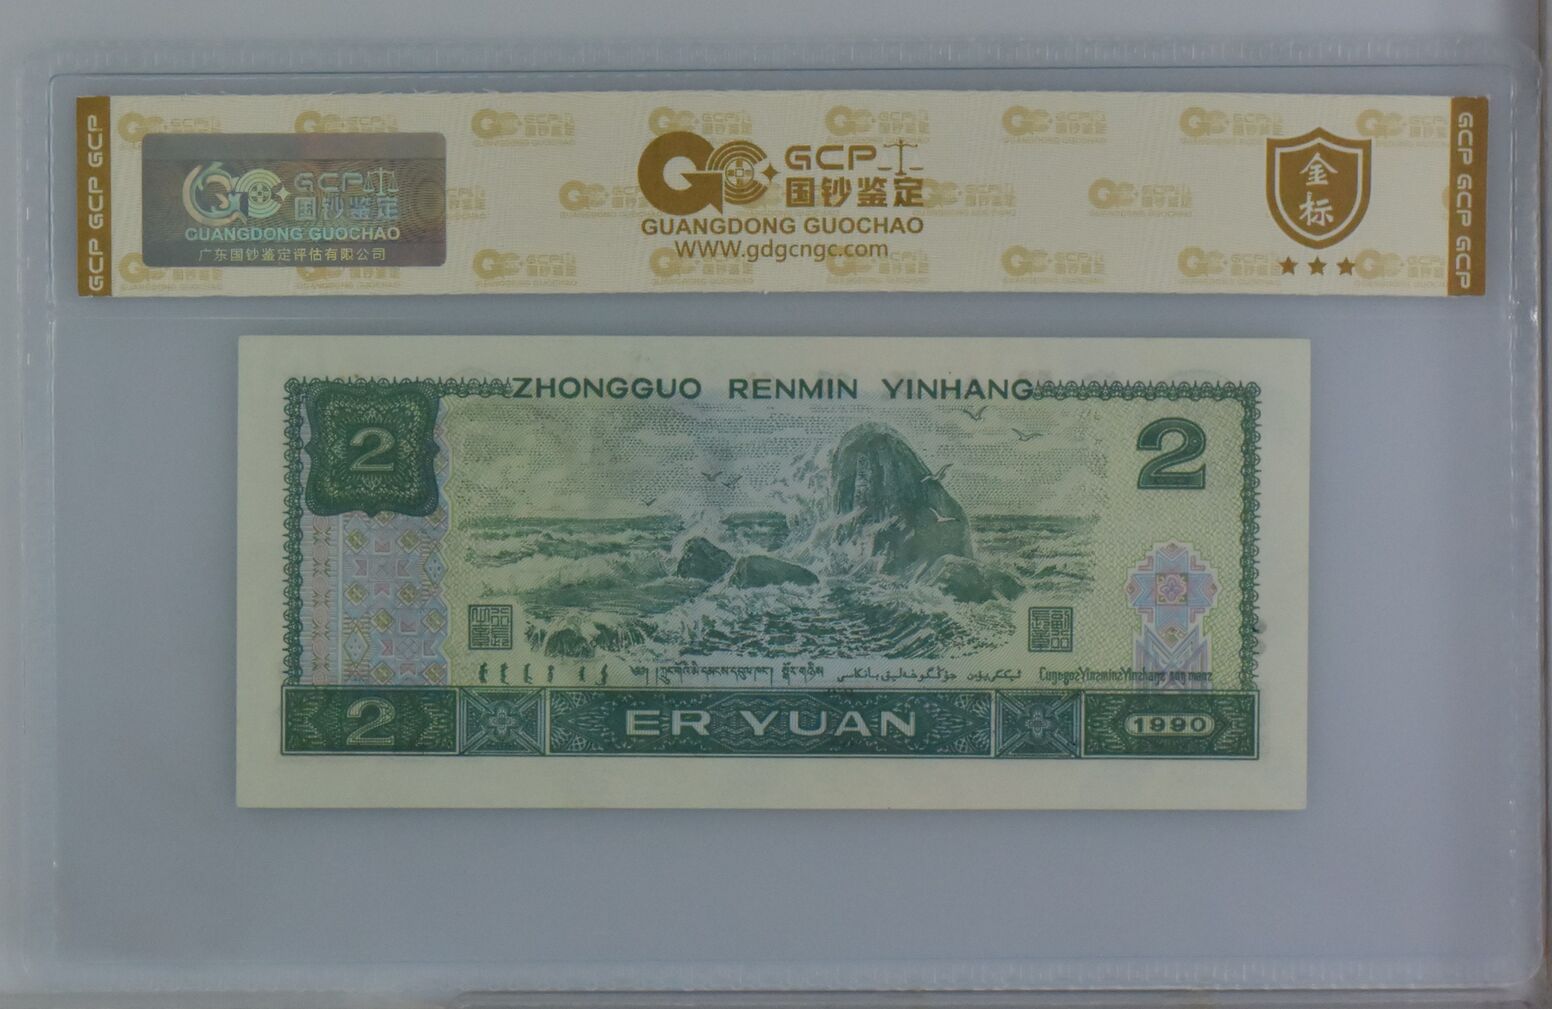 GCP GCP
GCP 国钞鉴定
GUANGDONG GUOCHAO
广东国钞鉴定评估有限公司
GCP
国钞鉴定
GUANGDONG GUOCHAO
WWW.gdgcngc.com
金标
GCP GCP GCP
ZHONGGUO RENMIN YINHANG
2
2
2
ER YUAN
1990